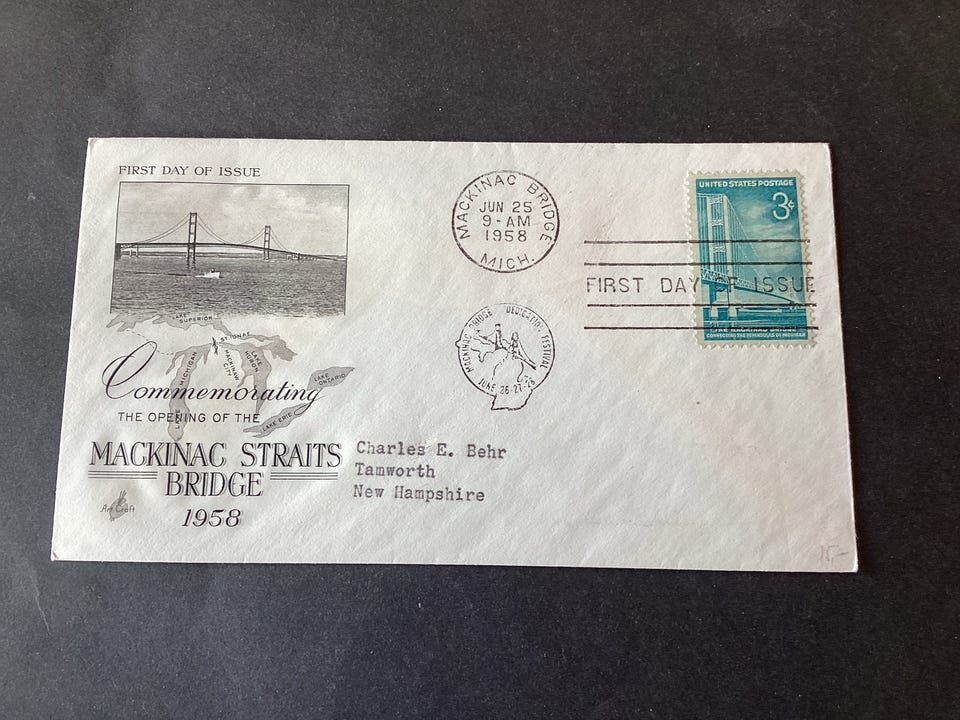 FIRST DAY OF ISSUE
LAKE SUPERIOR
ST. IGNACE
MACKINAW CITY
LAKE MICHIGAN
LAKE HURON
LAKE ONTARIO
LAKE ERIE
Commemorating
THE OPENING OF THE
MACKINAC STRAITS
BRIDGE
1958
Art Craft
MACKINAC BRIDGE
JUN 25
9-AM
1958
MICH.
MACKINAC BRIDGE DEDICATION FESTIVAL
JUNE 26-27-28
UNITED STATES POSTAGE
3¢
FIRST DAY OF ISSUE
THE MACKINAC BRIDGE
CONNECTING THE PENINSULAS OF MICHIGAN
Charles E. Behr
Tamworth
New Hampshire
15,-